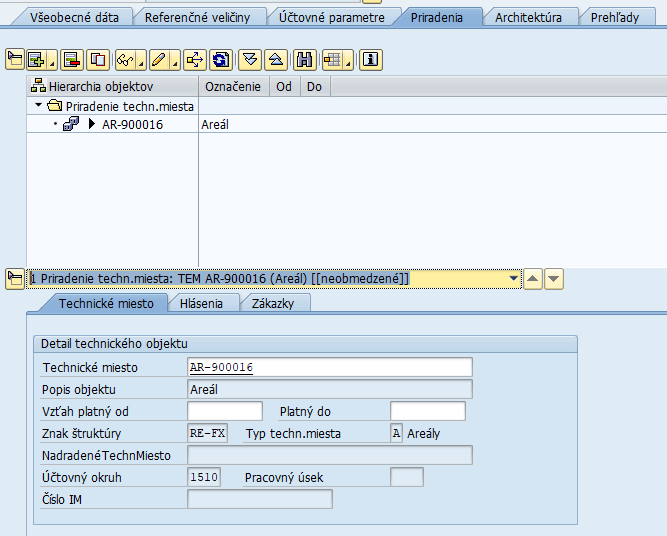 Všeobecné dáta Referenčné veličiny Účtovné parametre Priradenia Architektúra Prehľady
Hierarchia objektov Označenie Od Do
Priradenie techn.miesta
AR-900016 Areál
1 Priradenie techn.miesta: TEM AR-900016 (Areál) [[neobmedzené]]
Technické miesto Hlásenia Zákazky
Detail technického objektu
Technické miesto AR-900016
Popis objektu Areál
Vzťah platný od Platný do
Znak štruktúry RE-FX Typ techn.miesta A Areály
NadradenéTechnMiesto
Účtovný okruh 1510 Pracovný úsek
Číslo IM